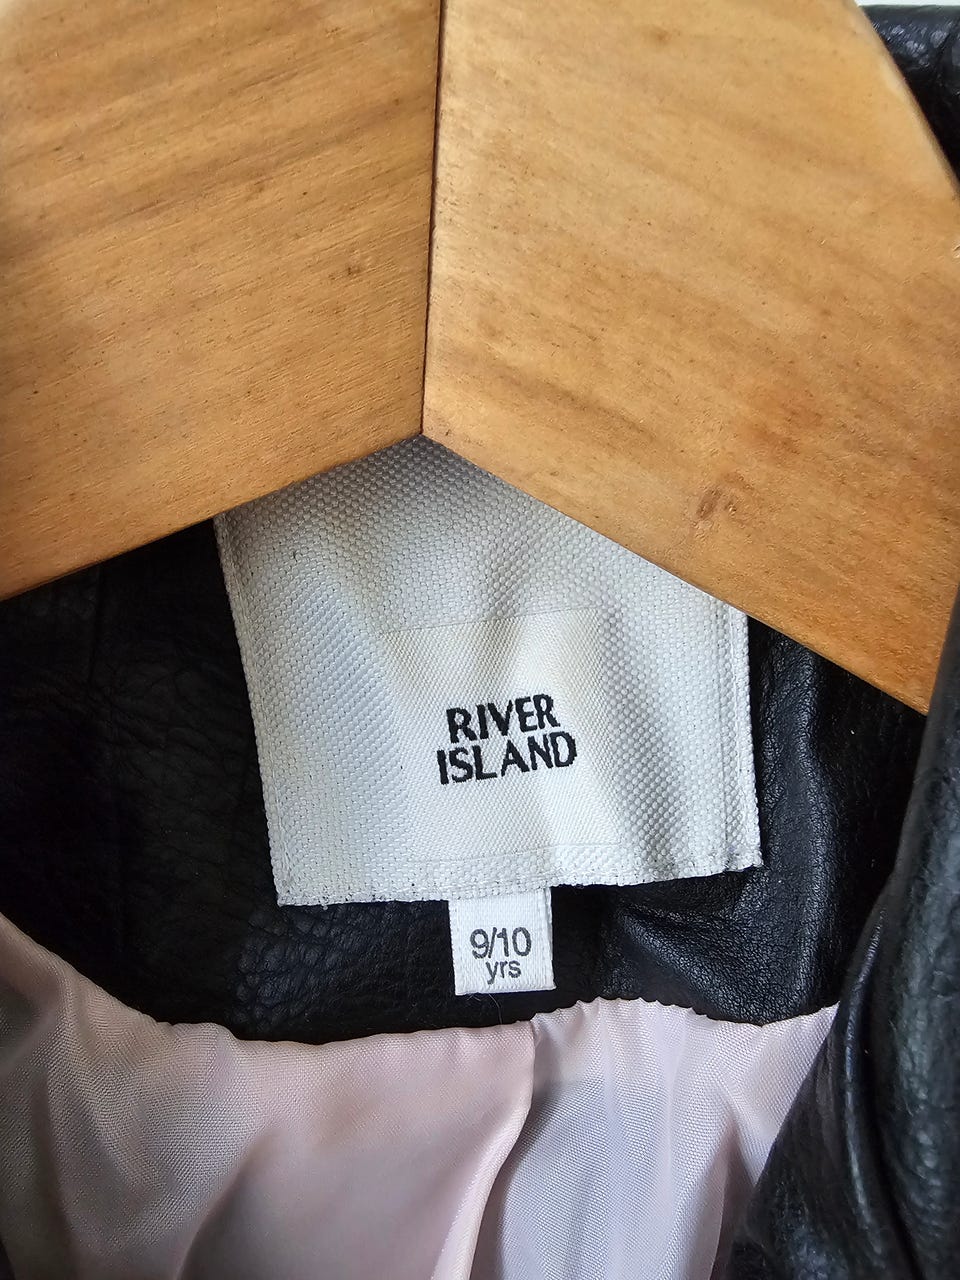 RIVER
ISLAND
9/10
yrs